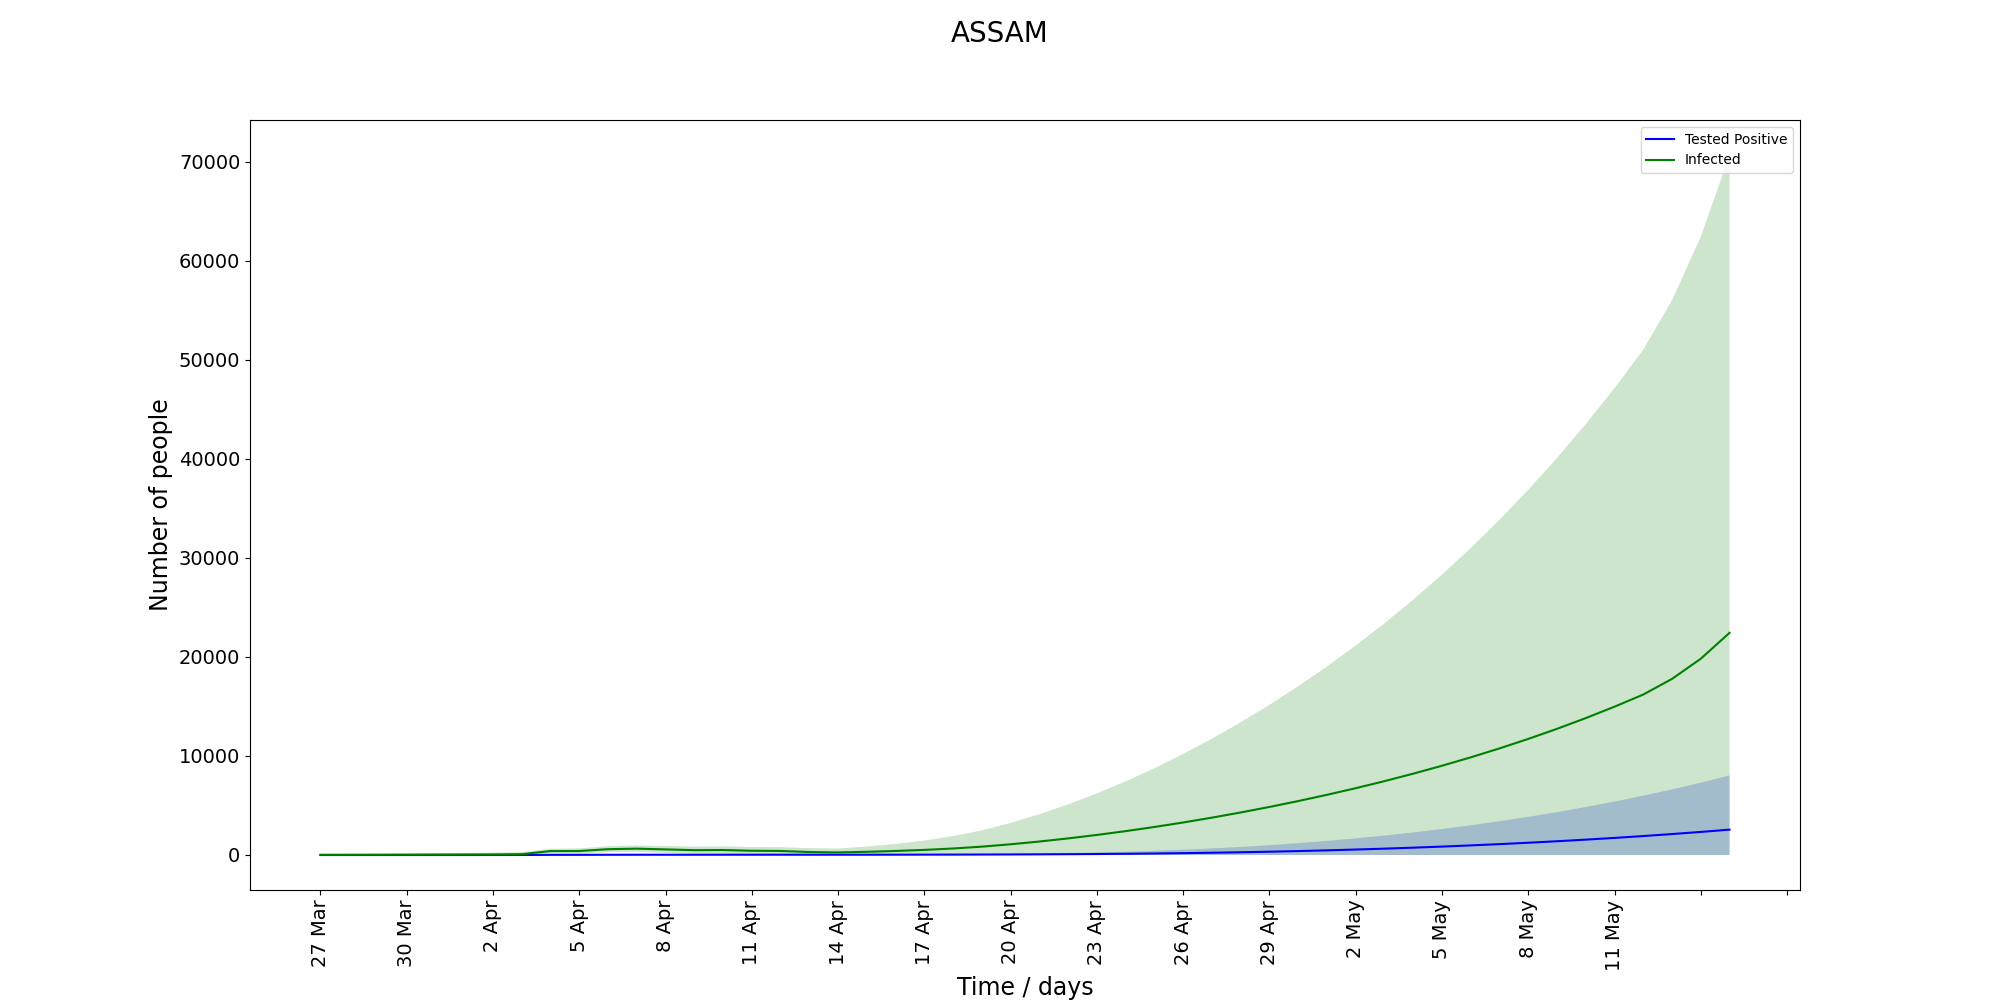 ASSAM
Tested Positive
Infected
70000
60000
50000
40000
30000
20000
10000
0
Number of people
27 Mar
30 Mar
2 Apr
5 Apr
8 Apr
11 Apr
14 Apr
17 Apr
20 Apr
23 Apr
26 Apr
29 Apr
2 May
5 May
8 May
11 May
Time / days